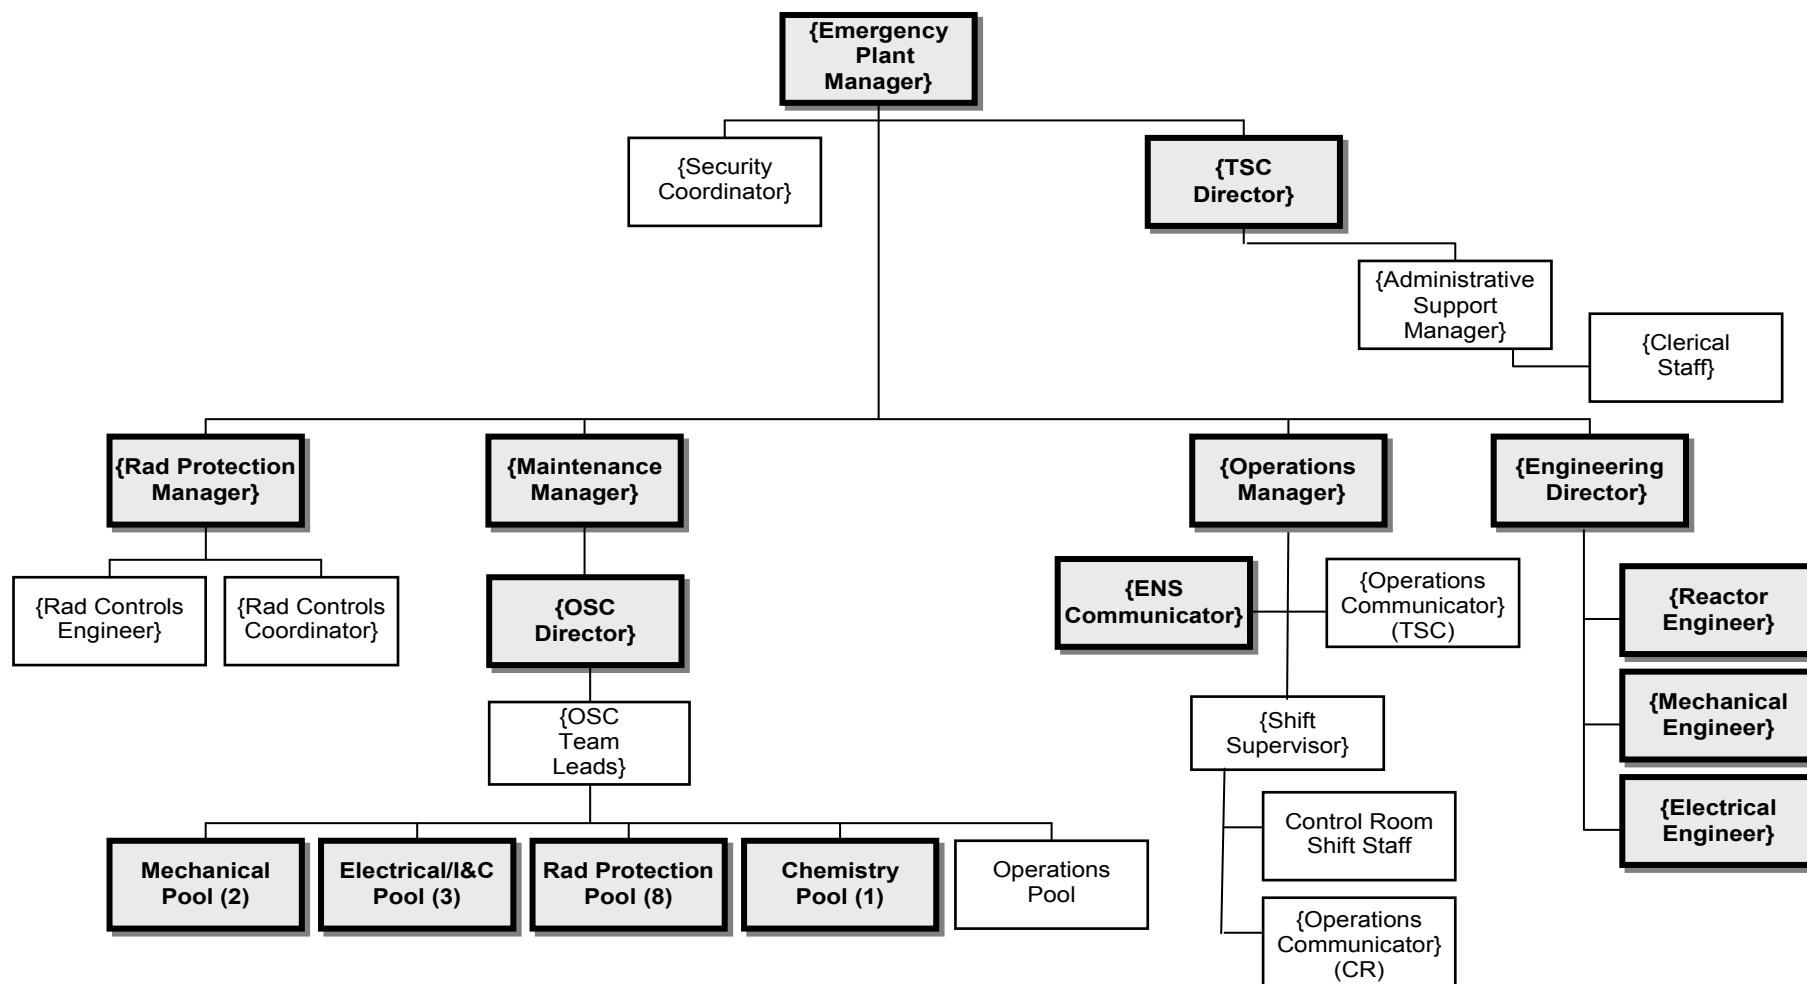 {Emergency
Plant
Manager}
{Security
Coordinator}
{TSC
Director}
{Administrative
Support
Manager}
{Clerical
Staff}
{Rad Protection
Manager}
{Maintenance
Manager}
{Operations
Manager}
{Engineering
Director}
{Rad Controls
Engineer}
{Rad Controls
Coordinator}
{OSC
Director}
{ENS
Communicator}
{Operations
Communicator}
(TSC)
{Reactor
Engineer}
{Mechanical
Engineer}
{Electrical
Engineer}
{OSC
Team
Leads}
{Shift
Supervisor}
Control Room
Shift Staff
{Operations
Communicator}
(CR)
Mechanical
Pool (2)
Electrical/I&C
Pool (3)
Rad Protection
Pool (8)
Chemistry
Pool (1)
Operations
Pool